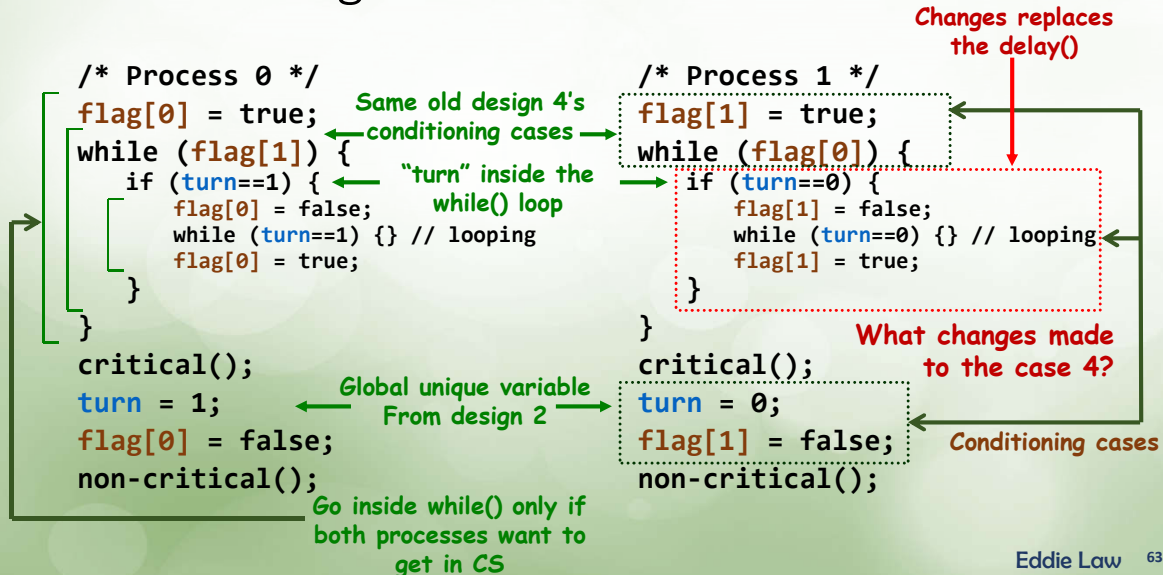 Changes replaces
the delay()
/* Process 0 */
flag[0] = true;
while (flag[1]) {
if (turn==1) {
flag[0] = false;
while (turn==1) {} // looping
flag[0] = true;
}
}
critical();
turn = 1;
flag[0] = false;
non-critical();
Same old design 4's
conditioning cases
"turn" inside the
while() loop
Global unique variable
From design 2
Go inside while() only if
both processes want to
get in CS
/* Process 1 */
flag[1] = true;
while (flag[0]) {
if (turn==0) {
flag[1] = false;
while (turn==0) {} // looping
flag[1] = true;
}
}
critical();
turn = 0;
flag[1] = false;
non-critical();
What changes made
to the case 4?
Conditioning cases
Eddie Law 63